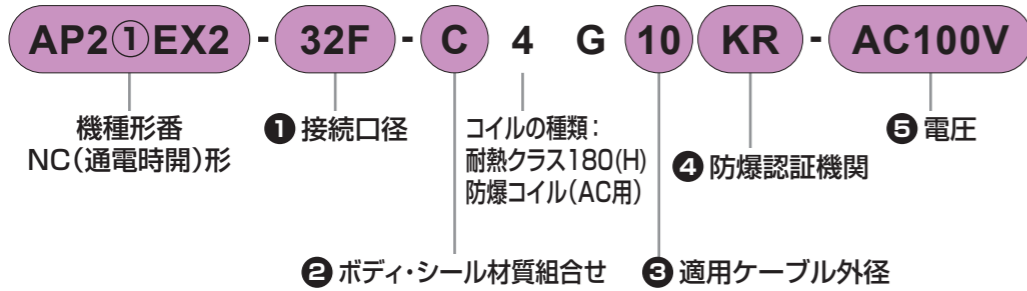 AP2①EX2 - 32F - C 4 G 10 KR - AC100V
機種形番
NC(通電時開)形
❶ 接続口径
コイルの種類:
耐熱クラス180(H)
防爆コイル(AC用)
❹ 防爆認証機関
❺ 電圧
❷ ボディ・シール材質組合せ
❸ 適用ケーブル外径